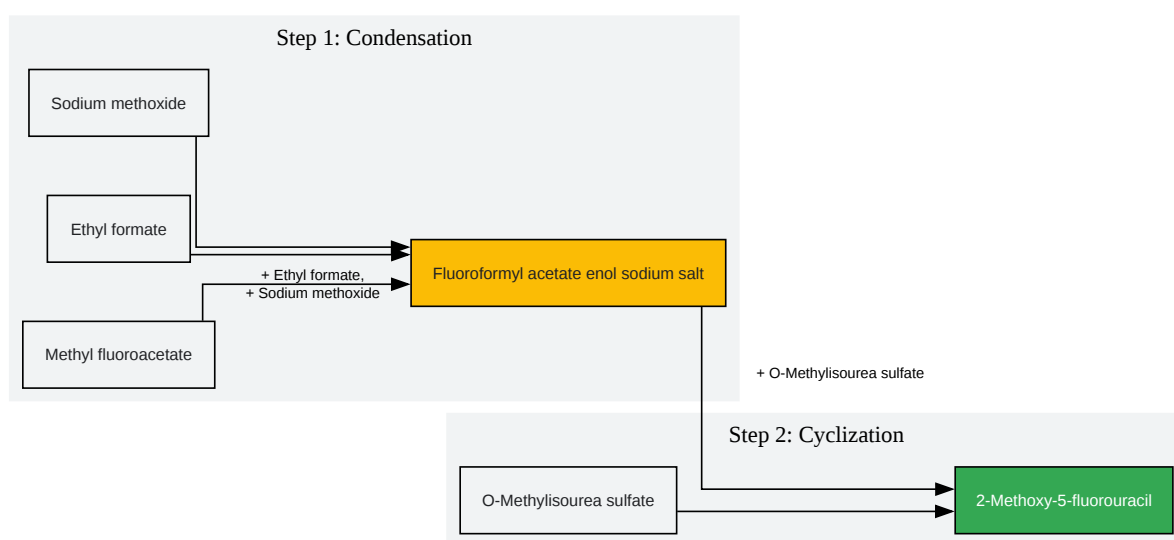 Step 1: Condensation
Sodium methoxide
Ethyl formate
+ Ethyl formate,
+ Sodium methoxide
Fluoroformyl acetate enol sodium salt
Methyl fluoroacetate
+ O-Methylisourea sulfate
Step 2: Cyclization
O-Methylisourea sulfate
2-Methoxy-5-fluorouracil